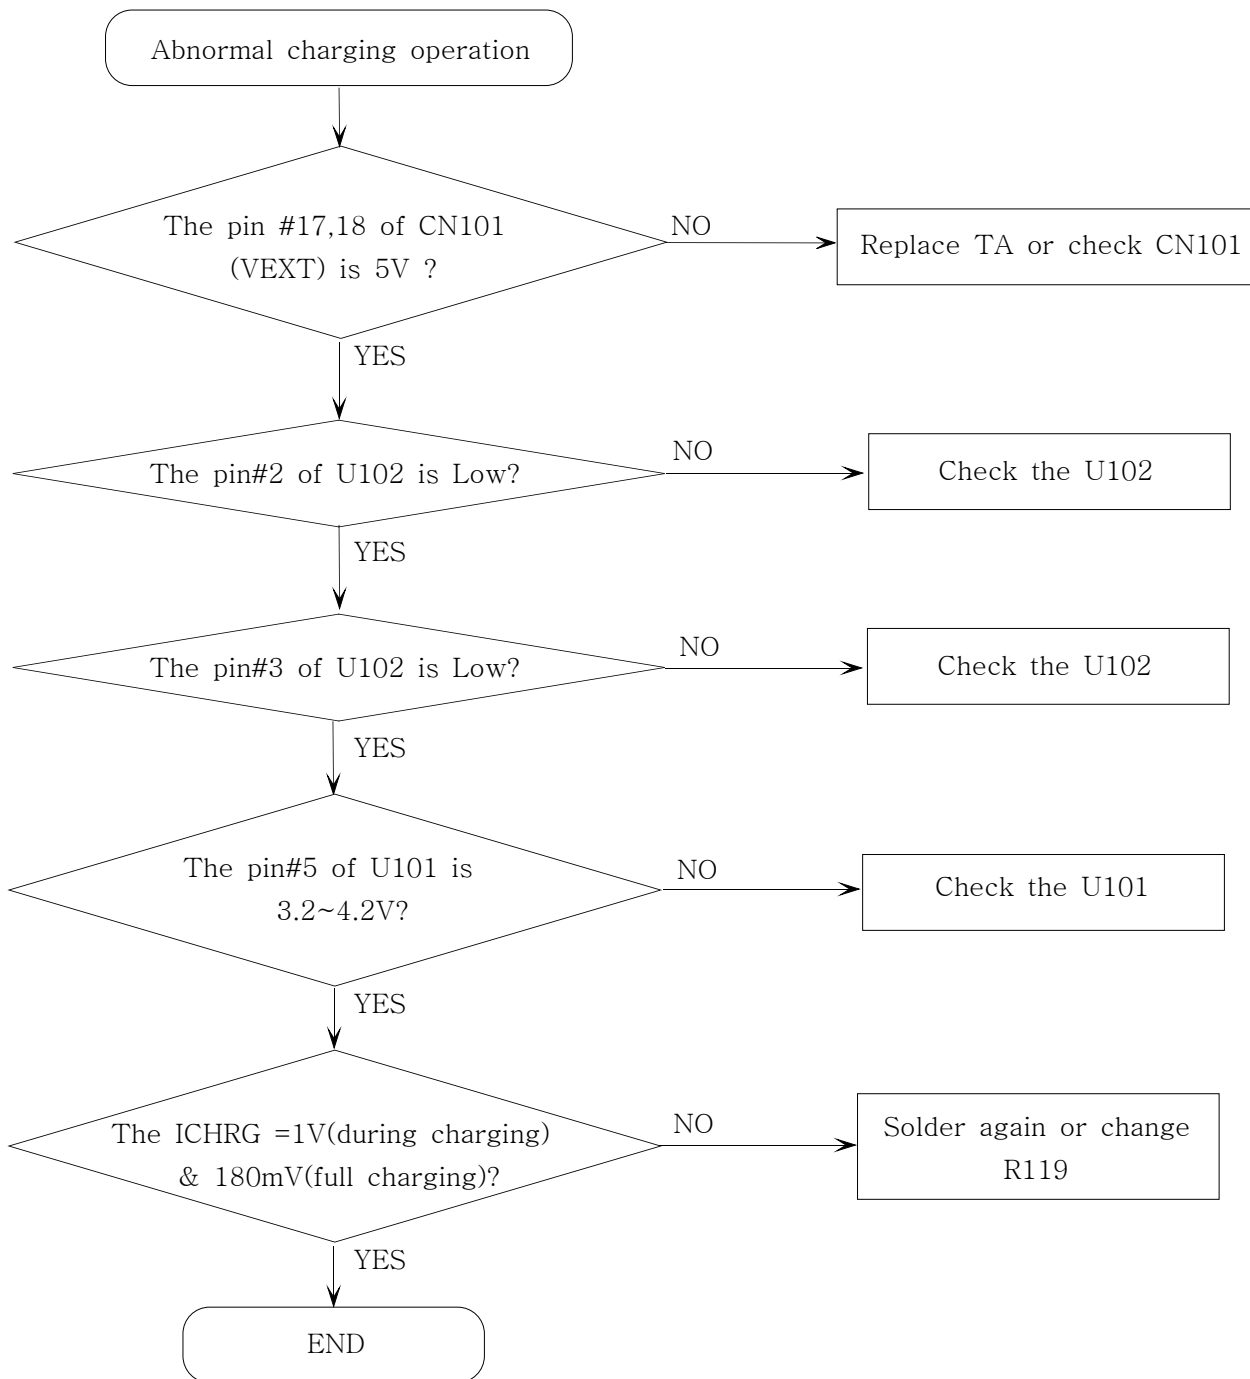 Abnormal charging operation
The pin #17,18 of CN101
(VEXT) is 5V ?
NO
Replace TA or check CN101
YES
The pin#2 of U102 is Low?
NO
Check the U102
YES
The pin#3 of U102 is Low?
NO
Check the U102
YES
The pin#5 of U101 is
3.2~4.2V?
NO
Check the U101
YES
The ICHRG =1V(during charging)
& 180mV(full charging)?
NO
Solder again or change
R119
YES
END